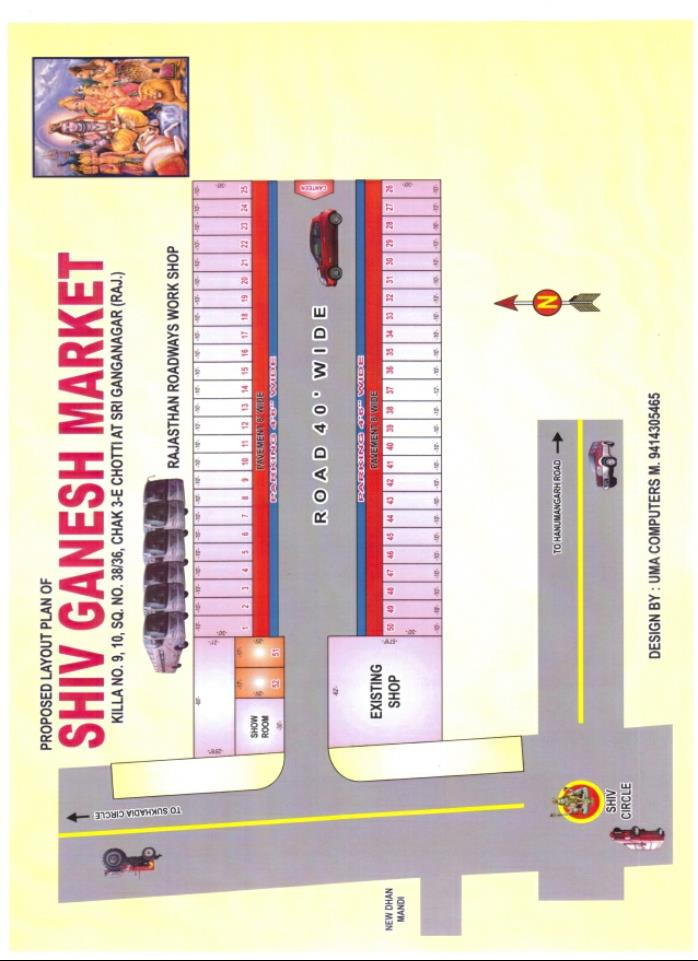 PROPOSED LAYOUT PLAN OF
SHIV GANESH MARKET
KILLA NO. 9, 10, SQ. NO. 38/36, CHAK 3-E CHOTTI AT SRI GANGANAGAR (RAJ.)
TO SUKHADIA CIRCLE
RAJASTHAN ROADWAYS WORK SHOP
1 2 3 4 5 6 7 8 9 10 11 12 13 14 15 16 17 18 19 20 21 22 23 24 25
SHOW
ROOM
52 51
PAVEMENT 6' WIDE
PARKING 4'6" WIDE
ROAD 40' WIDE
CANTEEN
PARKING 4'6" WIDE
PAVEMENT 6' WIDE
-42'-
EXISTING
SHOP
50 49 48 47 46 45 44 43 42 41 40 39 38 37 36 35 34 33 32 31 30 29 28 27 26
NEW DHAN
MANDI
N
TO HANUMANGARH ROAD
SHIV
CIRCLE
DESIGN BY : UMA COMPUTERS M. 9414305465